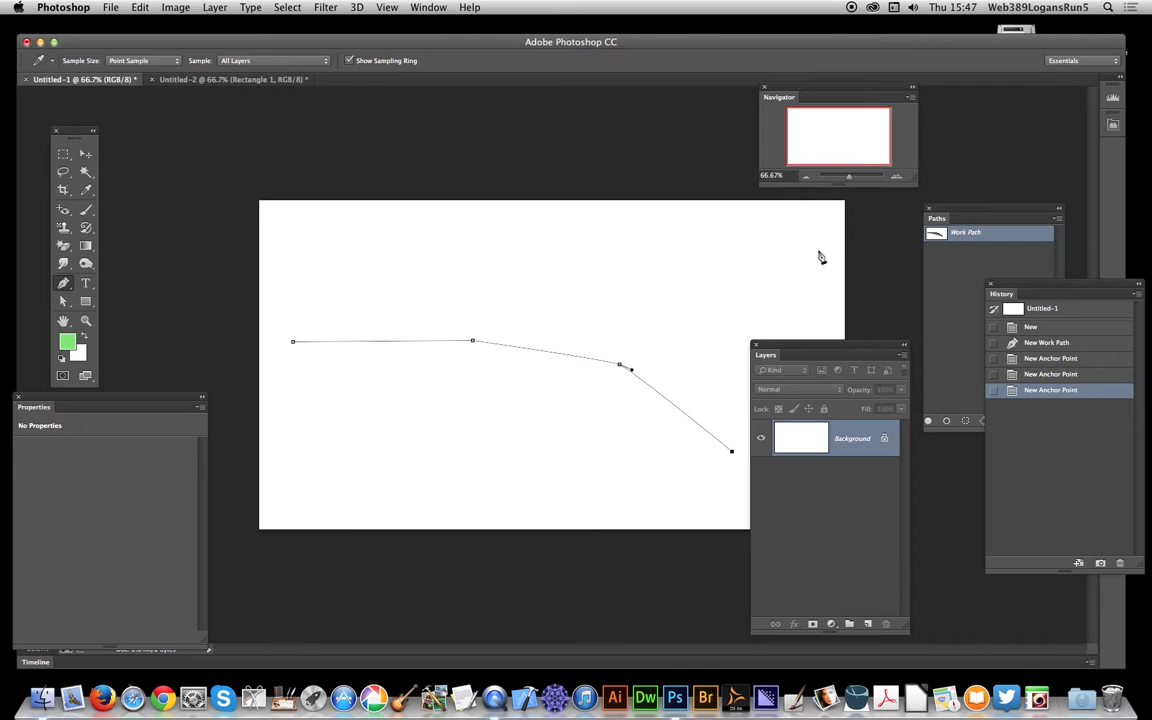 Photoshop File Edit Image Layer Type Select Filter 3D View Window Help Thu 15:47 Web389LogansRun5
Adobe Photoshop CC
Sample Size: Point Sample Sample: All Layers Show Sampling Ring Essentials
Untitled-1 @ 66.7% (RGB/8) * Untitled-2 @ 66.7% (Rectangle 1, RGB/8) *
Navigator
66.67%
Paths
Work Path
History
Untitled-1
New
New Work Path
New Anchor Point
New Anchor Point
New Anchor Point
Layers
Kind
Normal Opacity: 100%
Lock: Fill: 100%
Background
Properties
No Properties
Timeline
Ai Dw Ps Br